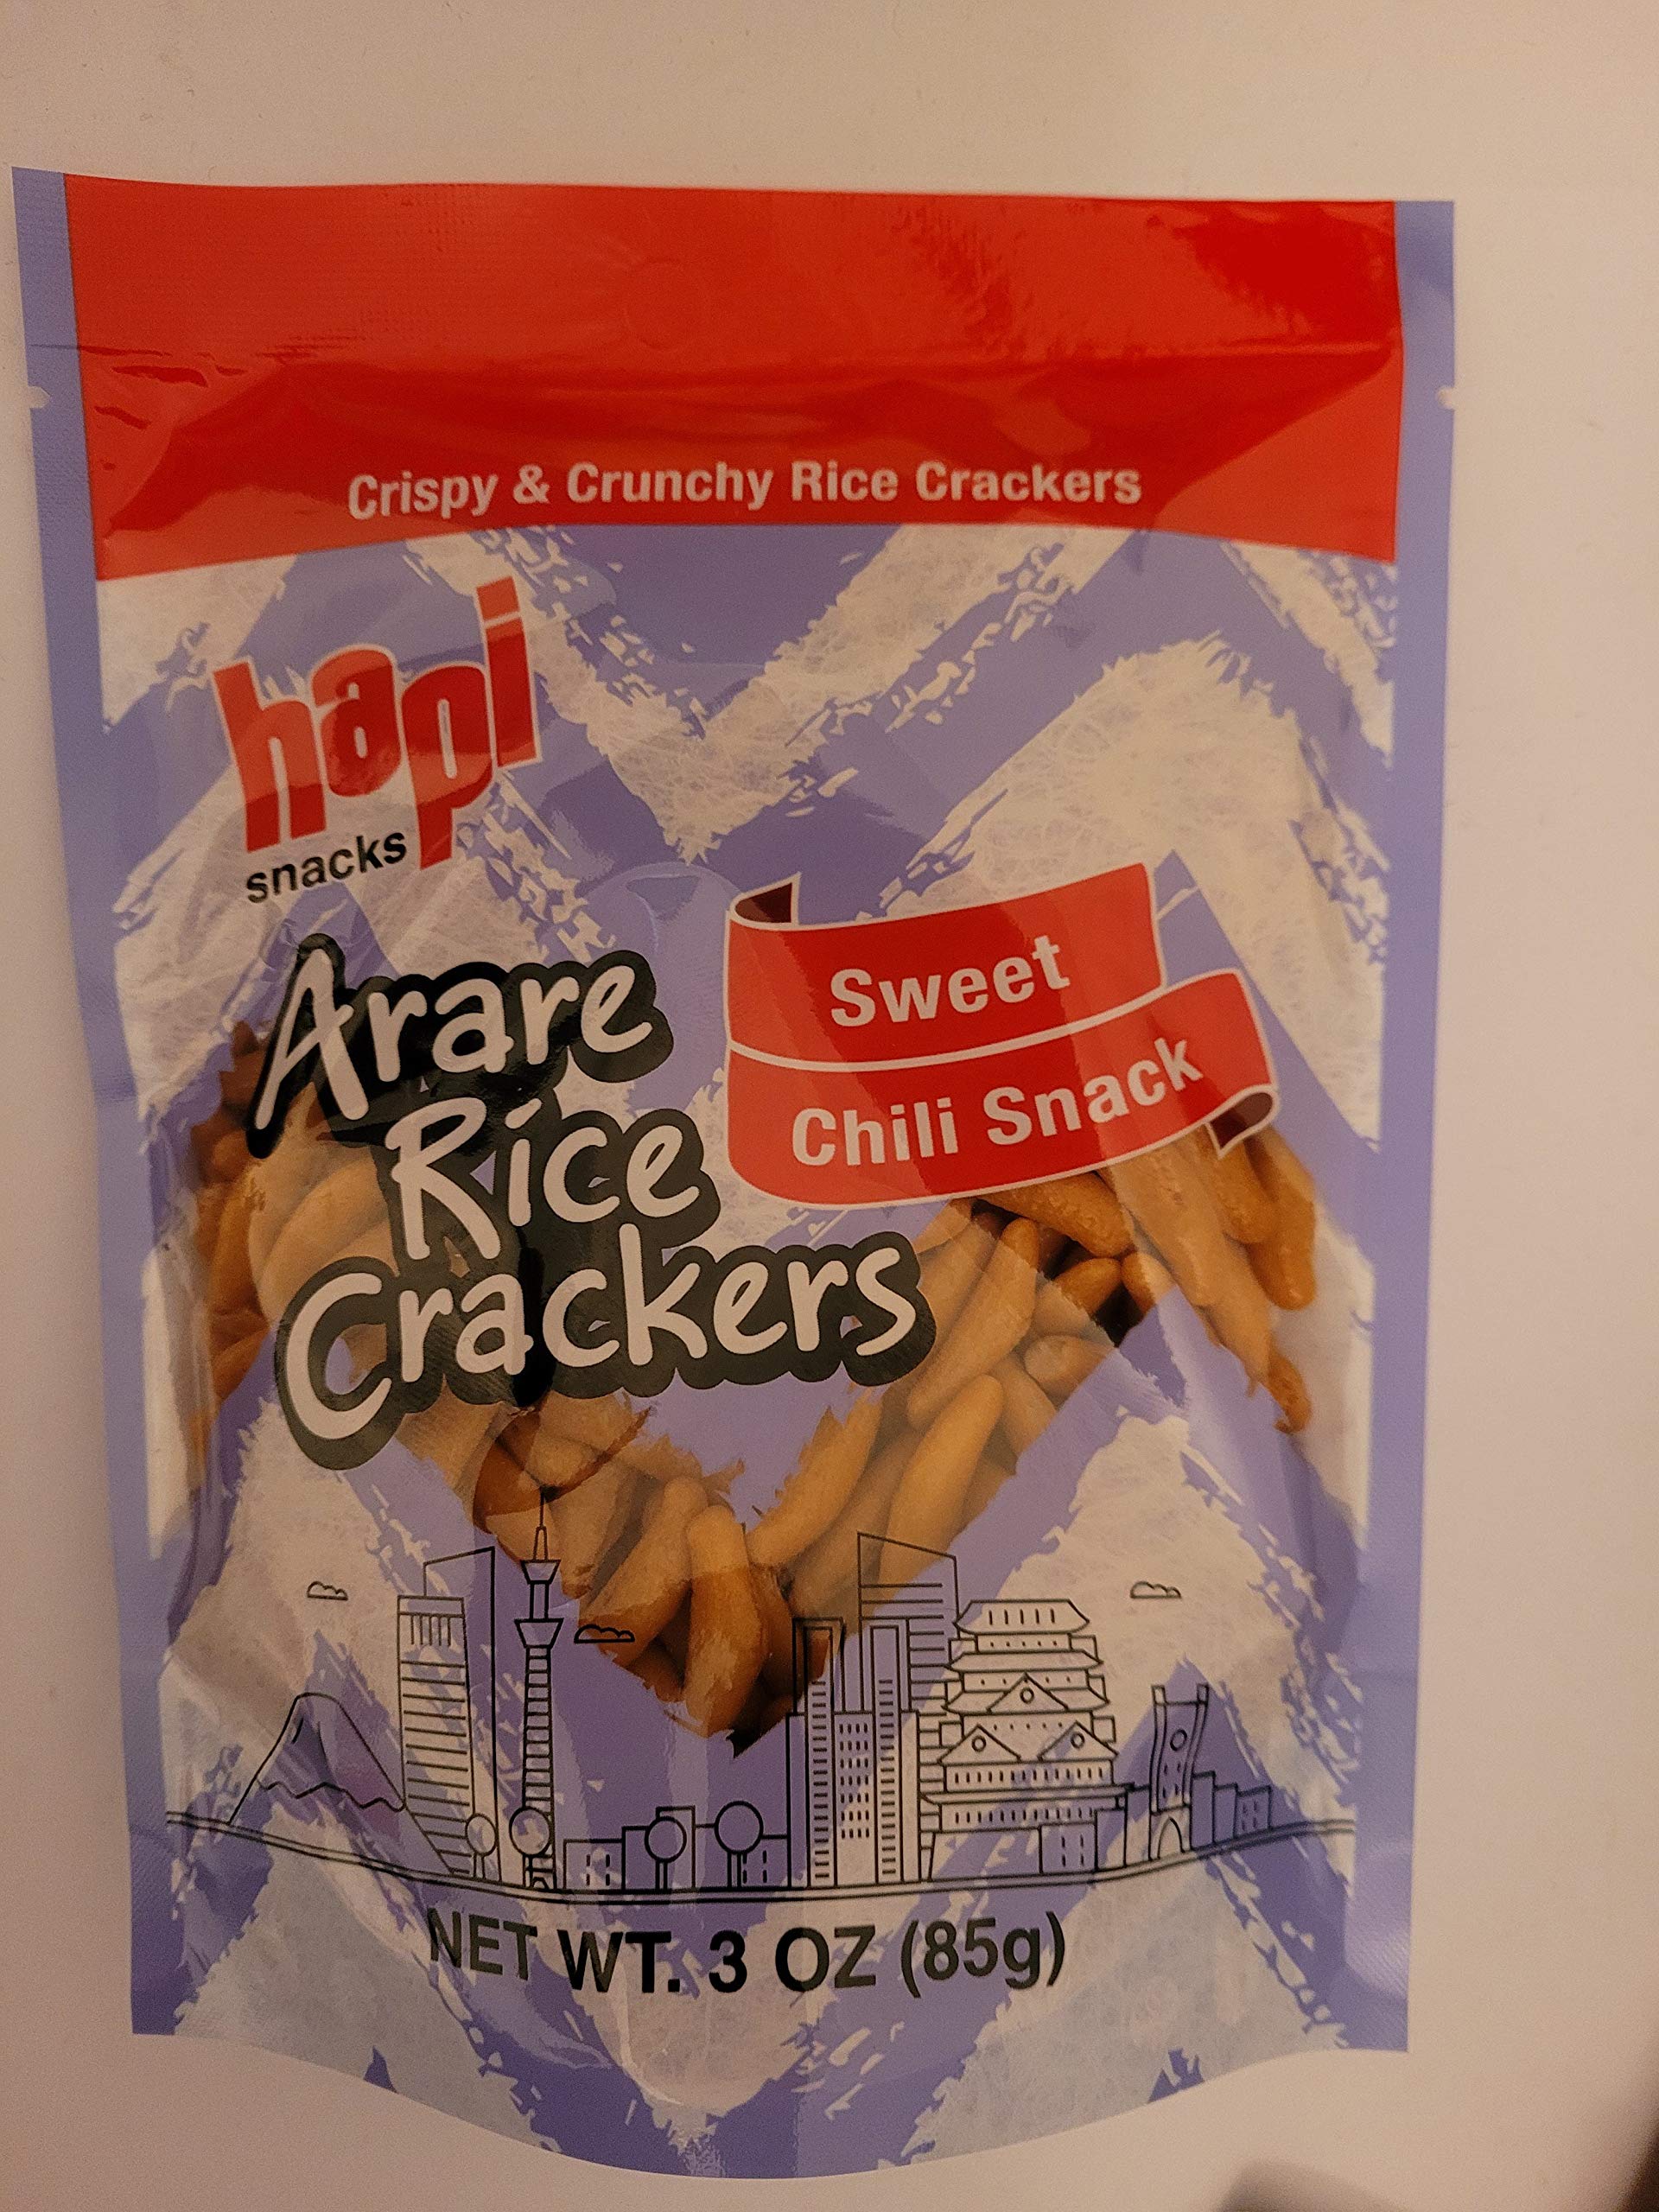 Crispy & Crunchy Rice Crackers
hapi
snacks
Arare
Rice
Crackers
Sweet
Chili Snack
NET WT. 3 OZ (85g)